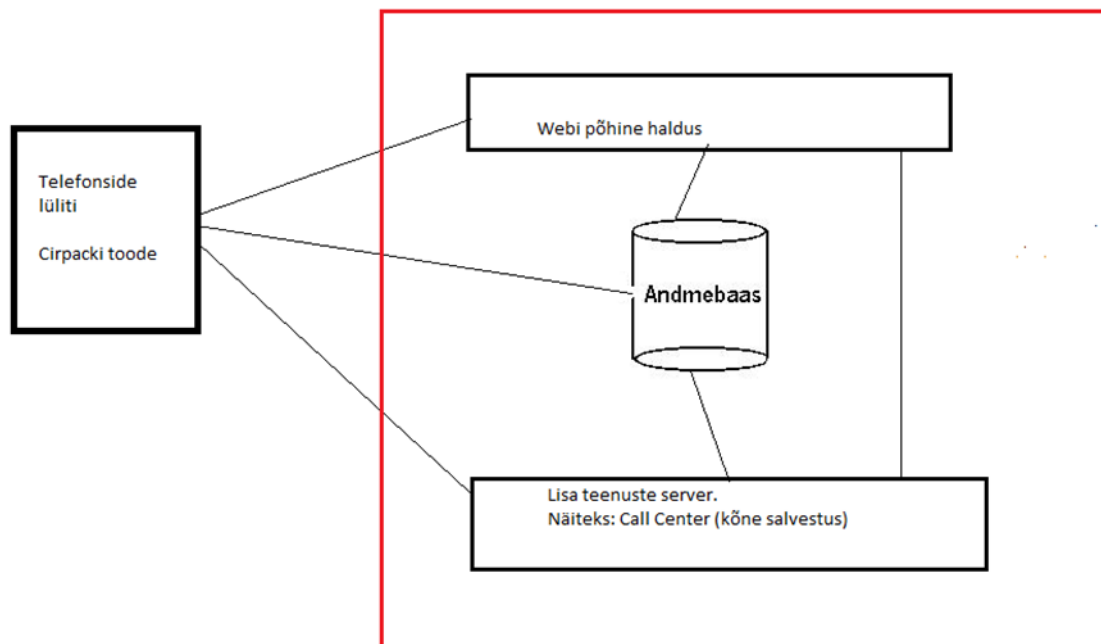 Telefonside
lüliti
Cirpacki toode
Webi põhine haldus
Andmebaas
Lisa teenuste server.
Näiteks: Call Center (kõne salvestus)